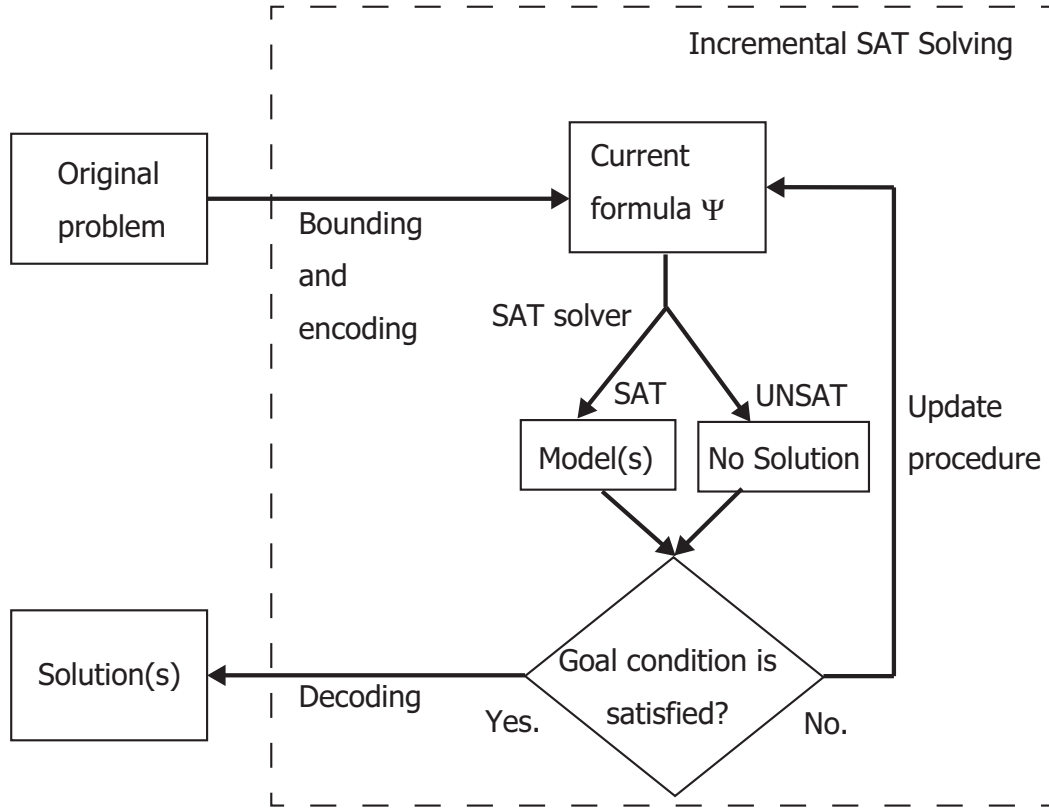 Incremental SAT Solving
Original
problem
Bounding
and
encoding
Current
formula Ψ
SAT solver
SAT
UNSAT
Model(s)
No Solution
Update
procedure
Goal condition is
satisfied?
Yes.
No.
Decoding
Solution(s)